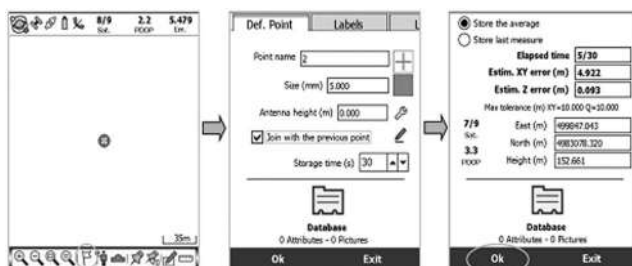 8/9 2.2 5.479
Sat. PDOP Em.
35m
Def. Point Labels L
Point name 2
Size (mm) 5.000
Antenna height (m) 0.000
Join with the previous point
Storage time (s) 30
Database
0 Attributes - 0 Pictures
Ok Exit
Store the average
Store last measure
Elapsed time 5/30
Estim. XY error (m) 4.922
Estim. Z error (m) 0.093
Max tolerance (m) XY=10.000 Q=10.000
7/9 East (m) 499847.043
Sat. North (m) 4983078.320
3.3 Height (m) 152.661
PDOP
Database
0 Attributes - 0 Pictures
Ok Exit